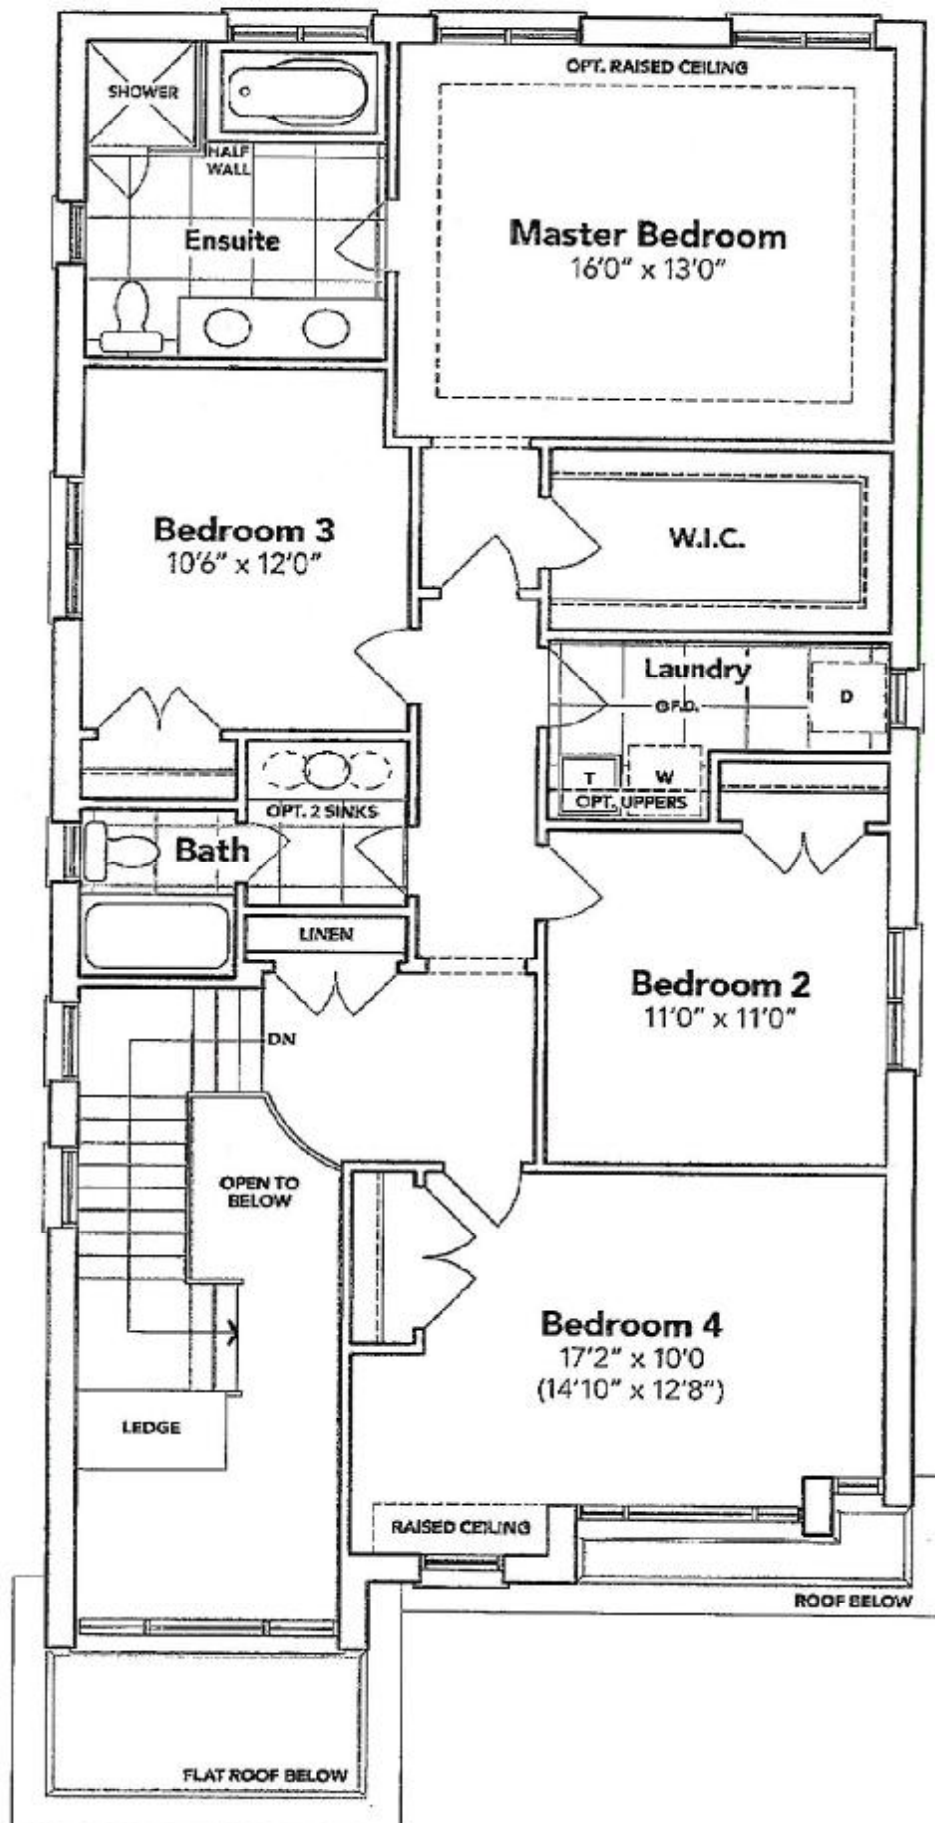 OPT. RAISED CEILING
SHOWER
HALF
WALL
Ensuite
Master Bedroom
16'0" x 13'0"
Bedroom 3
10'6" x 12'0"
W.I.C.
Laundry
D
T
W
OPT. UPPERS
OPT. 2 SINKS
Bath
LINEN
Bedroom 2
11'0" x 11'0"
DN
OPEN TO
BELOW
Bedroom 4
17'2" x 10'0
(14'10" x 12'8")
LEDGE
RAISED CEILING
ROOF BELOW
FLAT ROOF BELOW